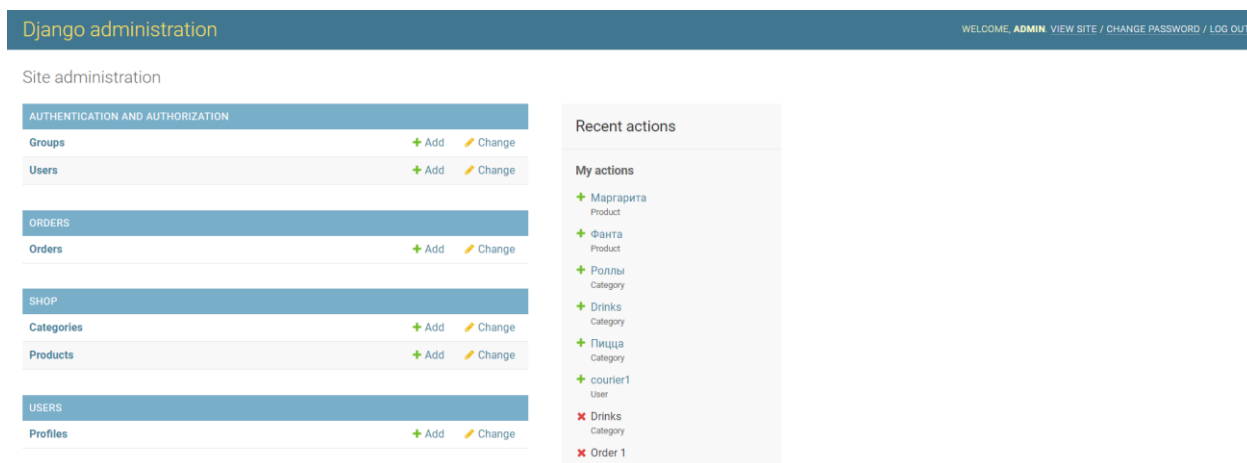 Django administration
WELCOME, ADMIN. VIEW SITE / CHANGE PASSWORD / LOG OUT
Site administration
AUTHENTICATION AND AUTHORIZATION
Groups Add Change
Users Add Change
ORDERS
Orders Add Change
SHOP
Categories Add Change
Products Add Change
USERS
Profiles Add Change
Recent actions
My actions
Маргарита
Product
Фанта
Product
Роллы
Category
Drinks
Category
Пицца
Category
courier1
User
Drinks
Category
Order 1